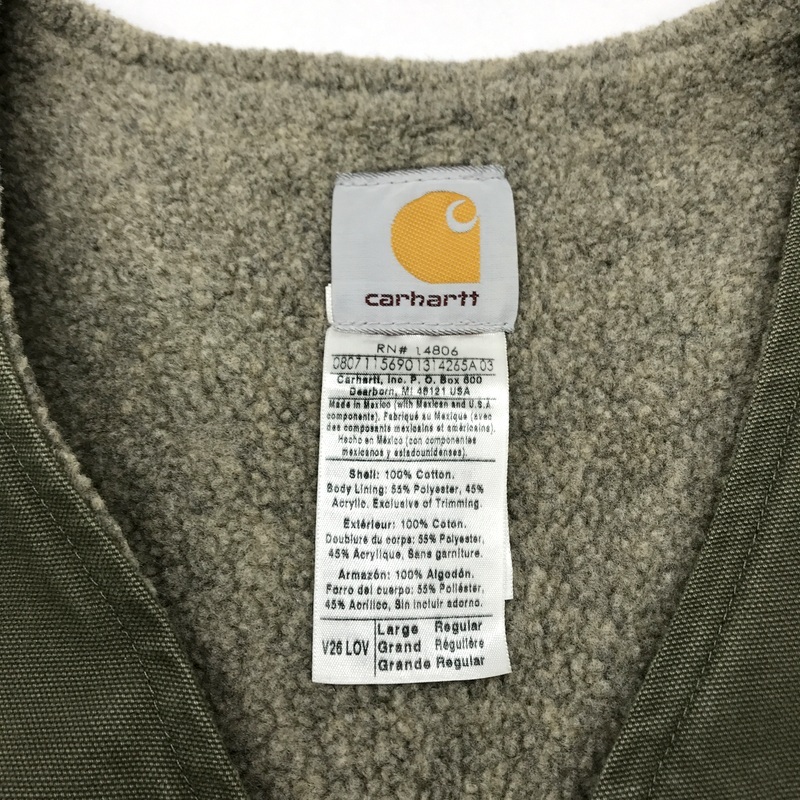 carhartt
RN# 14806
0807115690131 4265A 03
Carhartt, Inc. P. O. Box 600
Dearborn, MI 48121 USA
Made in Mexico (with Mexican and U.S.A
components). Fabriqué au Mexique (avec
des composants mexicains et américains).
Hecho en México (con componentes
mexicanos y estadounidenses).
Shell: 100% Cotton.
Body Lining: 55% Polyester, 45%
Acrylic. Exclusive of Trimming.
Extérieur: 100% Coton.
Doublure du corps: 55% Polyester,
45% Acrylique, Sans garniture.
Armazón: 100% Algodón.
Forro del cuerpo: 55% Poliéster,
45% Acrílico, Sin incluir adorno.
V26 LOV
Large Regular
Grand Régulière
Grande Regular